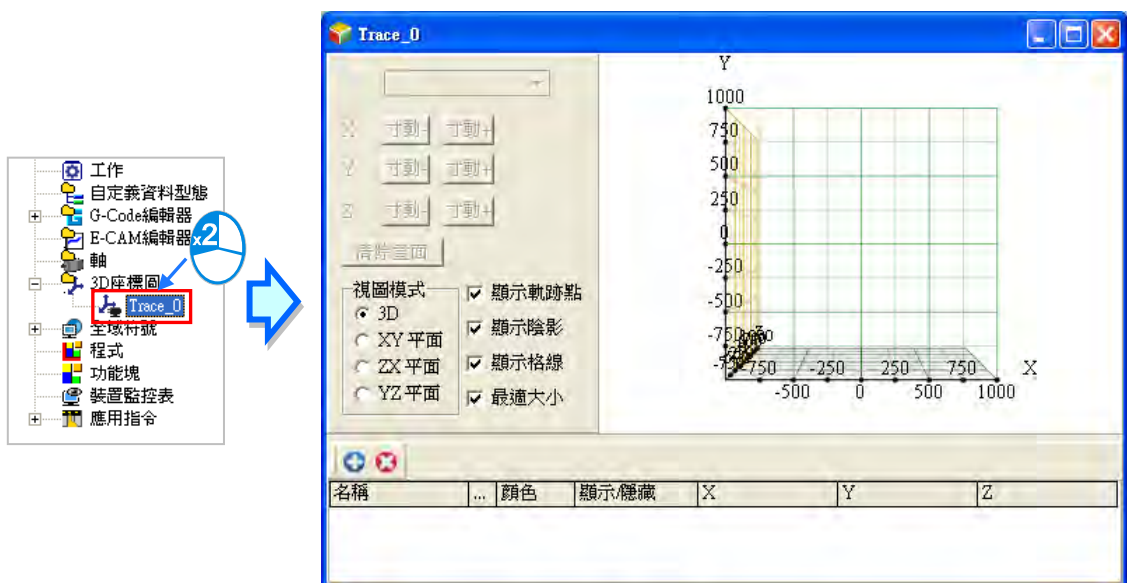 工作
自定義資料型態
G-Code編輯器
E-CAM編輯器
x2
軸
3D座標圖
Trace_0
全域符號
程式
功能塊
裝置監控表
應用指令
Trace_0
X 寸動- 寸動+
Y 寸動- 寸動+
Z 寸動- 寸動+
清除畫面
視圖模式
3D
XY 平面
ZX 平面
YZ 平面
顯示軌跡點
顯示陰影
顯示格線
最適大小
Y
1000
750
500
250
0
-250
-500
-750
-750 -250 250 750 X
-500 0 500 1000
名稱 ... 顏色 顯示/隱藏 X Y Z